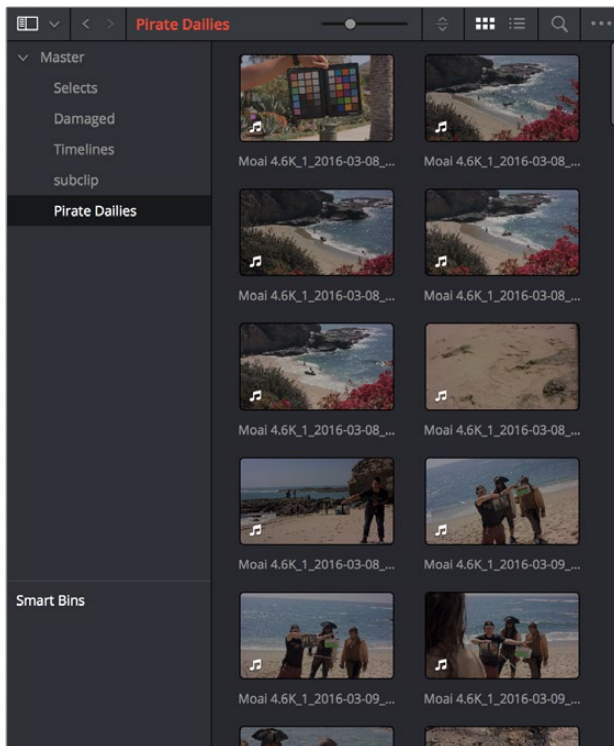 Pirate Dailies
Master
Selects
Damaged
Timelines
subclip
Pirate Dailies
Smart Bins
Moai 4.6K_1_2016-03-08_...
Moai 4.6K_1_2016-03-08_...
Moai 4.6K_1_2016-03-08_...
Moai 4.6K_1_2016-03-08_...
Moai 4.6K_1_2016-03-08_...
Moai 4.6K_1_2016-03-08_...
Moai 4.6K_1_2016-03-08_...
Moai 4.6K_1_2016-03-09_...
Moai 4.6K_1_2016-03-09_...
Moai 4.6K_1_2016-03-09_...